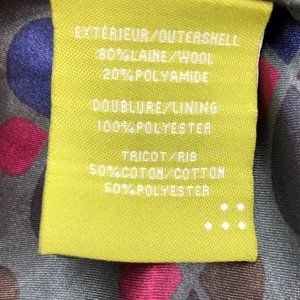 EXTÉRIEUR/OUTERSHELL
80%LAINE/WOOL
20%POLYAMIDE
DOUBLURE/LINING
100%POLYESTER
TRICOT/RIB
50%COTON/COTTON
50%POLYESTER